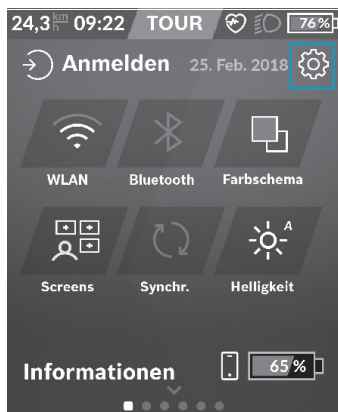 24,3 km/h 09:22 TOUR 76%
Anmelden 25. Feb. 2018
WLAN Bluetooth Farbschema
A
Screens Synchr. Helligkeit
Informationen 65 %